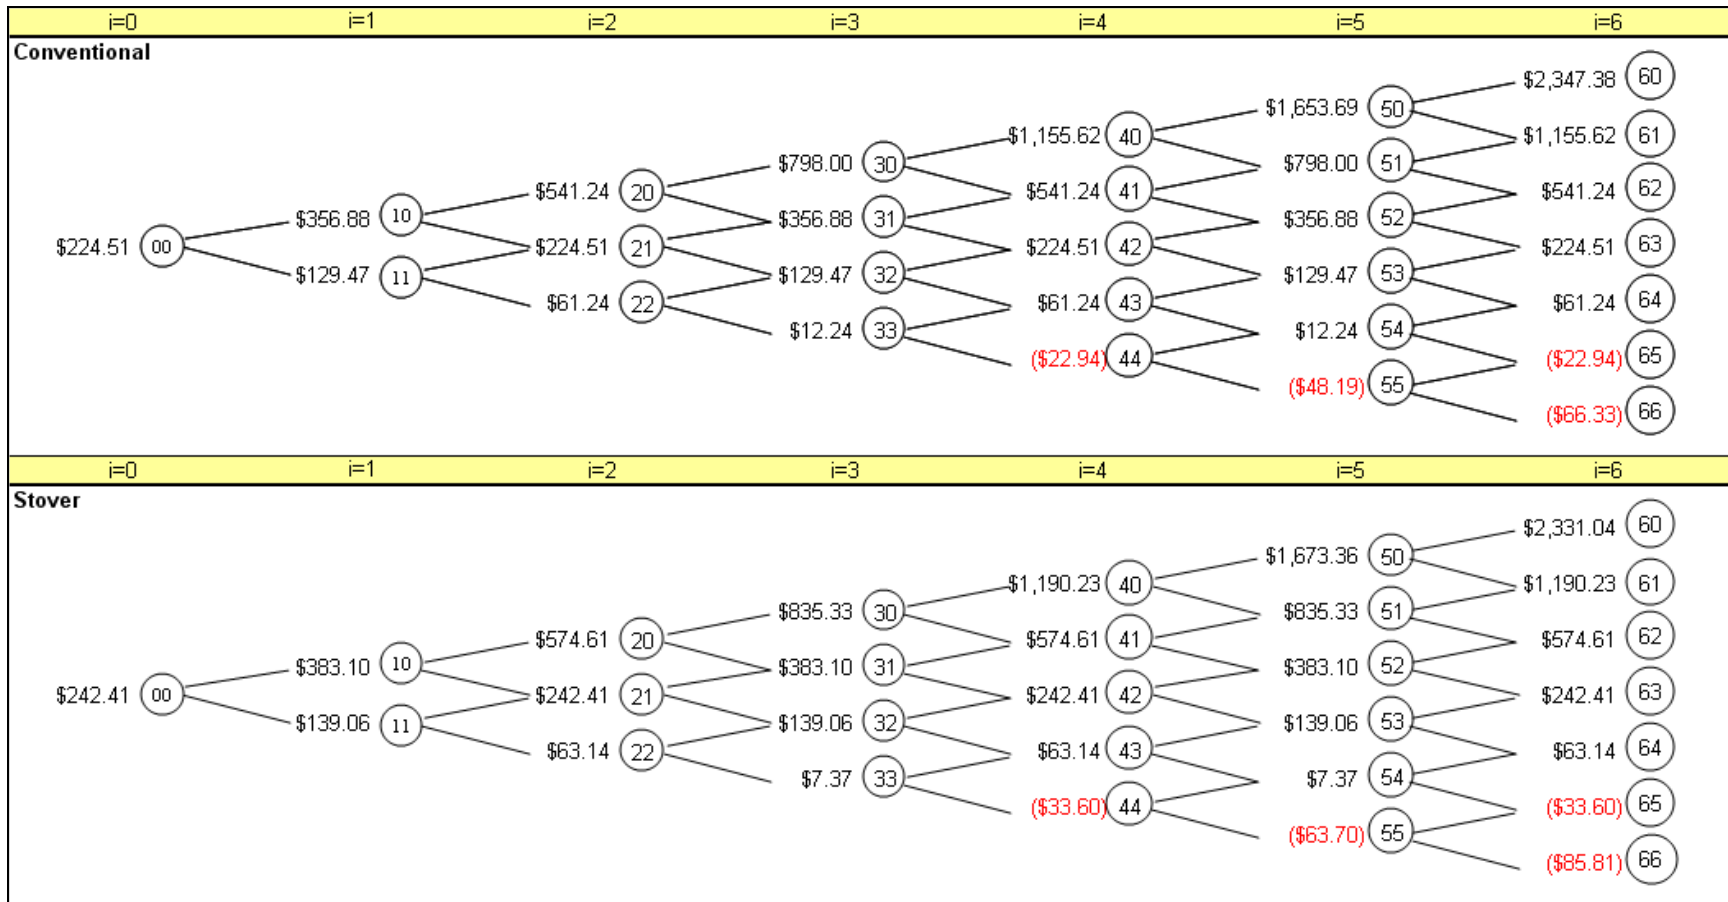 i=0 i=1 i=2 i=3 i=4 i=5 i=6
Conventional
$2,347.38 60
$1,653.69 50
$1,155.62 40 $1,155.62 61
$798.00 30 $798.00 51
$541.24 20 $541.24 41 $541.24 62
$356.88 10 $356.88 31 $356.88 52
$224.51 00 $224.51 21 $224.51 42 $224.51 63
$129.47 11 $129.47 32 $129.47 53
$61.24 22 $61.24 43 $61.24 64
$12.24 33 $12.24 54
($22.94) 44 ($22.94) 65
($48.19) 55
($66.33) 66
i=0 i=1 i=2 i=3 i=4 i=5 i=6
Stover
$2,331.04 60
$1,673.36 50
$1,190.23 40 $1,190.23 61
$835.33 30 $835.33 51
$574.61 20 $574.61 41 $574.61 62
$383.10 10 $383.10 31 $383.10 52
$242.41 00 $242.41 21 $242.41 42 $242.41 63
$139.06 11 $139.06 32 $139.06 53
$63.14 22 $63.14 43 $63.14 64
$7.37 33 $7.37 54
($33.60) 44 ($33.60) 65
($63.70) 55
($85.81) 66